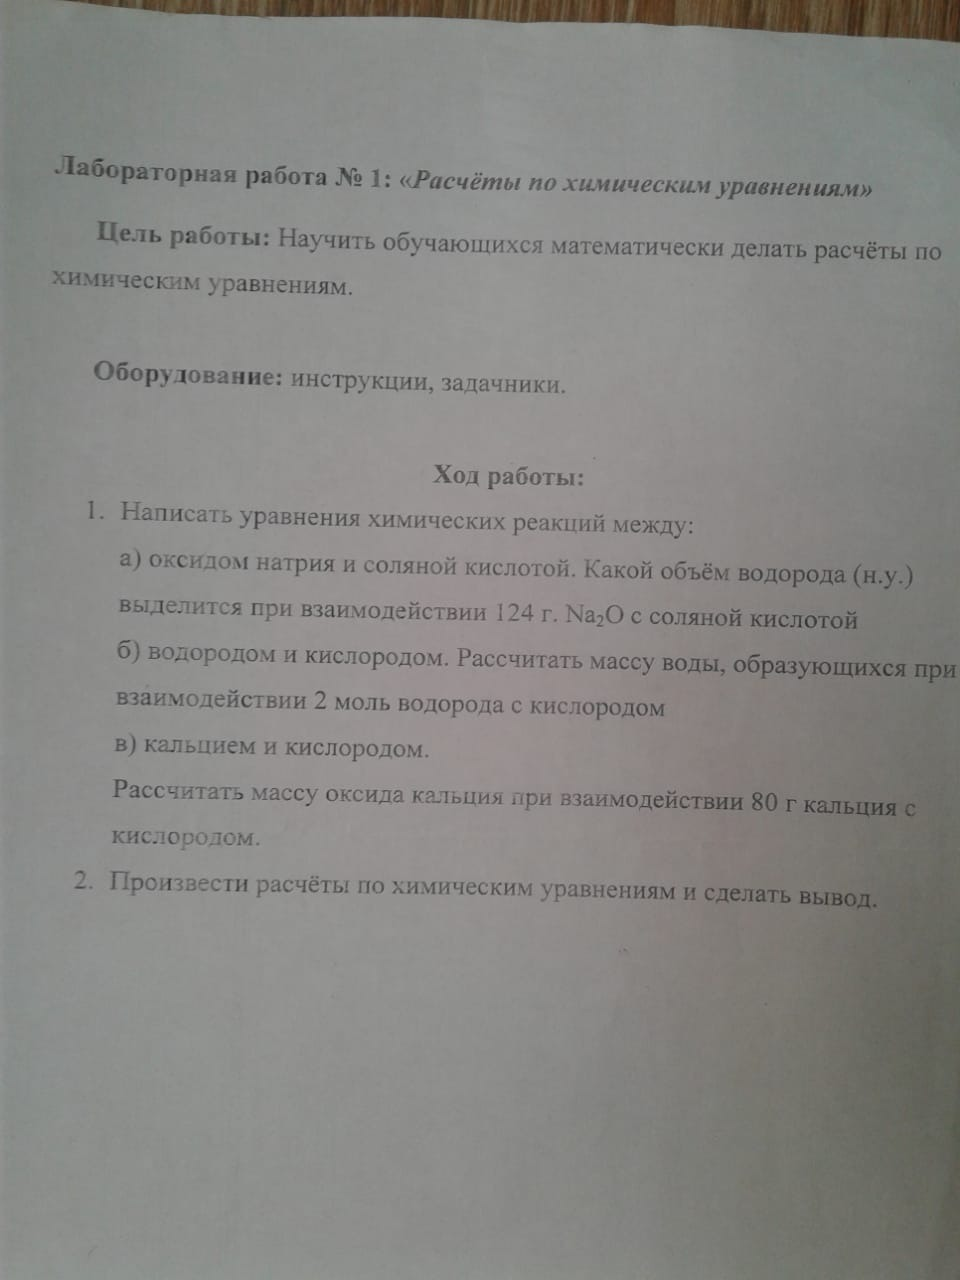 Лабораторная работа № 1: «Расчёты по химическим уравнениям»
Цель работы: Научить обучающихся математически делать расчёты по
химическим уравнениям.
Оборудование: инструкции, задачники.
Ход работы:
1. Написать уравнения химических реакций между:
а) оксидом натрия и соляной кислотой. Какой объём водорода (н.у.)
выделится при взаимодействии 124 г. Na₂O с соляной кислотой
б) водородом и кислородом. Рассчитать массу воды, образующихся при
взаимодействии 2 моль водорода с кислородом
в) кальцием и кислородом.
Рассчитать массу оксида кальция при взаимодействии 80 г кальция с
кислородом.
2. Произвести расчёты по химическим уравнениям и сделать вывод.